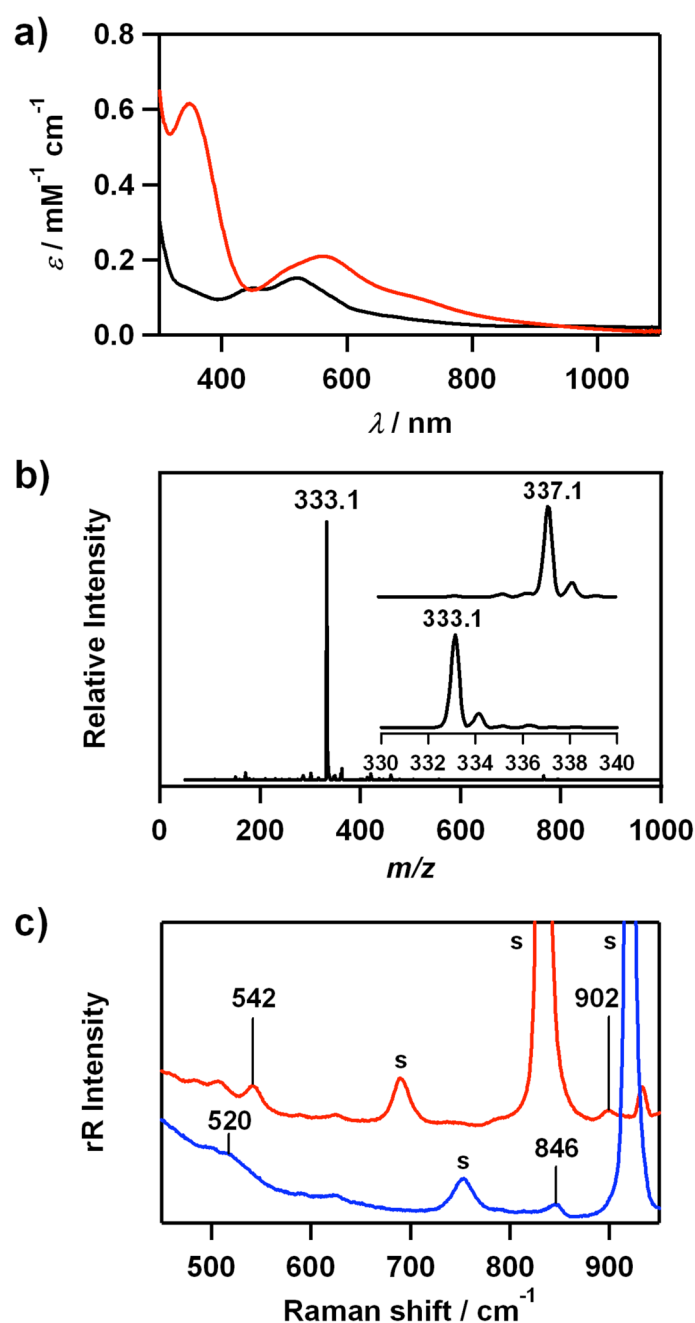 a)
0.8
0.6
0.4
0.2
0.0
ε / mM⁻¹ cm⁻¹
400 600 800 1000
λ / nm
b)
333.1
337.1
333.1
330 332 334 336 338 340
Relative Intensity
0 200 400 600 800 1000
m/z
c)
s s
542 902
s
520 846
s
rR Intensity
500 600 700 800 900
Raman shift / cm⁻¹